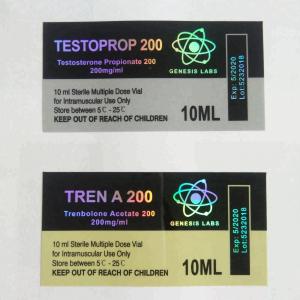 TESTOPROP 200
Testosterone Propionate 200
200mg/ml
GENESIS LABS
10 ml Sterile Multiple Dose Vial
for Intramuscular Use Only
Store between 5℃ - 25℃
KEEP OUT OF REACH OF CHILDREN
10ML
Exp: 5/2020
Lot:5232018
TREN A 200
Trenbolone Acetate 200
200mg/ml
GENESIS LABS
10 ml Sterile Multiple Dose Vial
for Intramuscular Use Only
Store between 5℃ - 25℃
KEEP OUT OF REACH OF CHILDREN
10ML
Exp: 5/2020
Lot:5232018